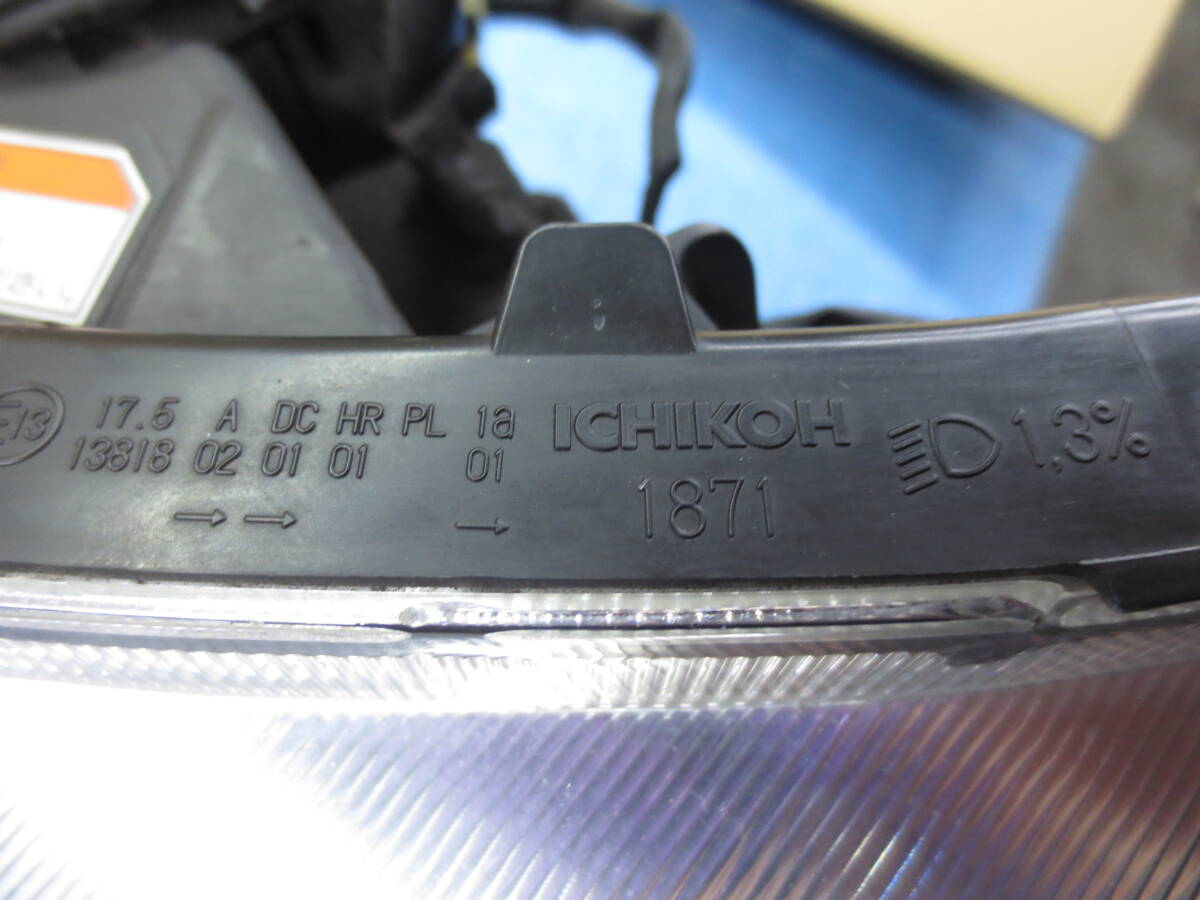 E13
17.5 A DC HR PL 1a
13818 02 01 01 01
→ → →
ICHIKOH
1871
1,3%